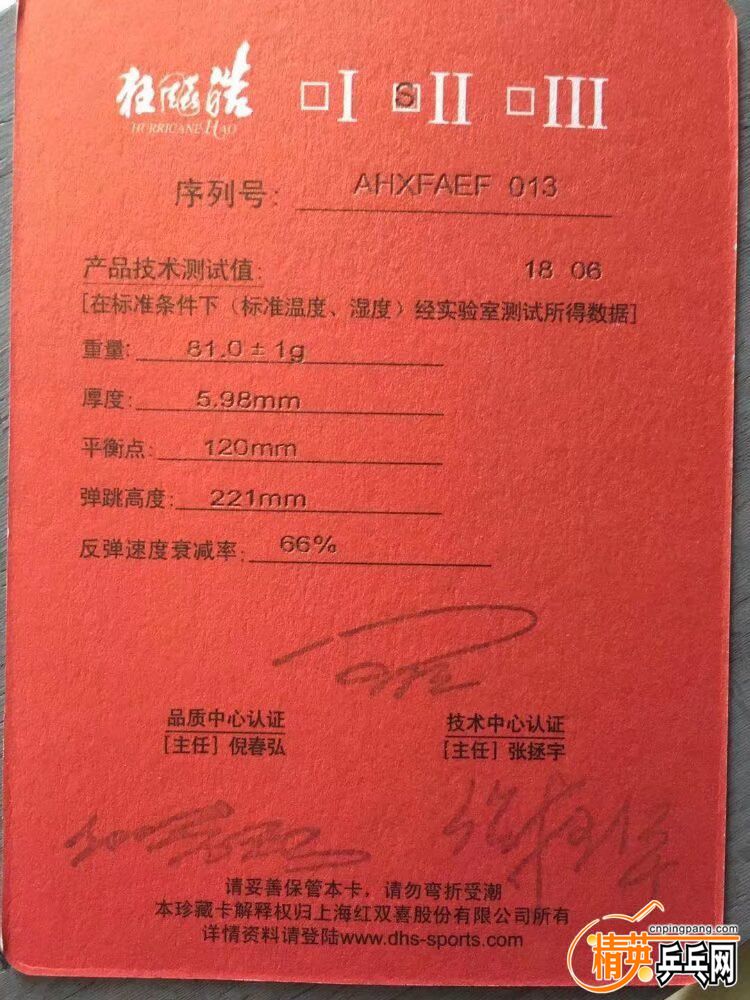 狂飚皓 □I S II □III
HURRICANE HAO
序列号: AHXFAEF 013
产品技术测试值: 18 06
[在标准条件下（标准温度、湿度）经实验室测试所得数据]
重量: 81.0±1g
厚度: 5.98mm
平衡点: 120mm
弹跳高度: 221mm
反弹速度衰减率: 66%
品质中心认证 技术中心认证
[主任] 倪春弘 [主任] 张拯宇
请妥善保管本卡，请勿弯折受潮
本珍藏卡解释权归上海红双喜股份有限公司所有
详情资料请登陆www.dhs-sports.com
cnpingpang.com
精英乒乓网